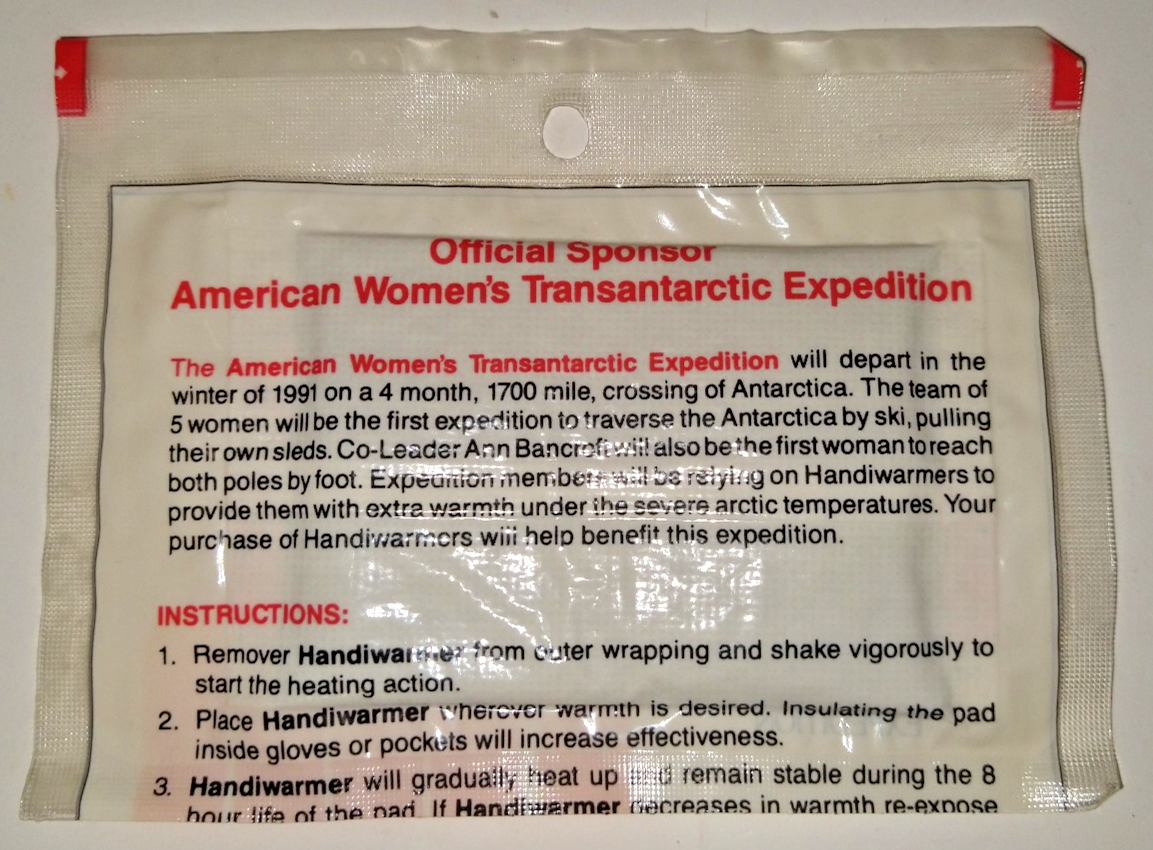 Official Sponsor
American Women's Transantarctic Expedition
The American Women's Transantarctic Expedition will depart in the
winter of 1991 on a 4 month, 1700 mile, crossing of Antarctica. The team of
5 women will be the first expedition to traverse the Antarctica by ski, pulling
their own sleds. Co-Leader Ann Bancroft will also be the first woman to reach
both poles by foot. Expedition members will be relying on Handiwarmers to
provide them with extra warmth under the severe arctic temperatures. Your
purchase of Handiwarmers will help benefit this expedition.
INSTRUCTIONS:
1. Remover Handiwarmer from outer wrapping and shake vigorously to
start the heating action.
2. Place Handiwarmer wherever warmth is desired. Insulating the pad
inside gloves or pockets will increase effectiveness.
3. Handiwarmer will gradually heat up and remain stable during the 8
hour life of the pad. If Handiwarmer decreases in warmth re-expose